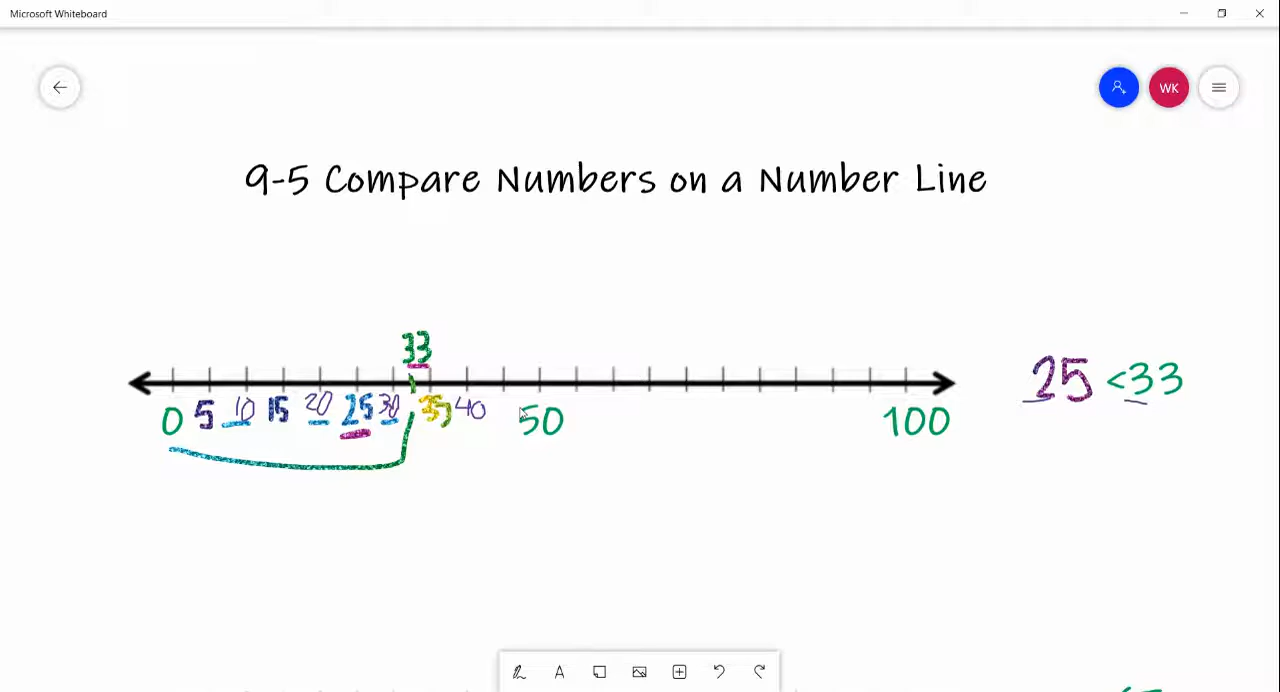 Microsoft Whiteboard
WK
9-5 Compare Numbers on a Number Line
33
0 5 10 15 20 25 30 35 40 50 100
25 <33
A